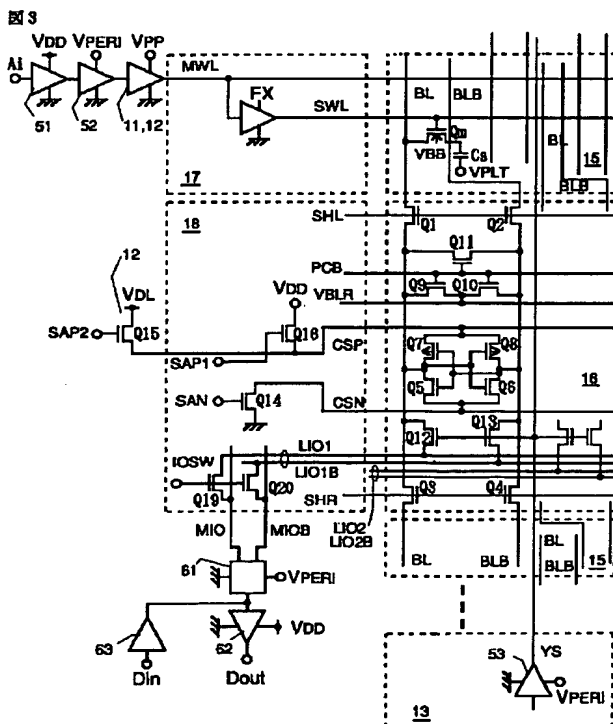 図3
VDD
VPERI
VPP
Ai
51
52
11,12
MWL
FX
SWL
17
BL
BLB
Qm
VBB
Cs
VPLT
BL
15
BLB
18
SHL
Q1
Q2
Q11
PCB
Q9
Q10
VBLR
12
VDL
VDD
SAP2
Q15
Q16
SAP1
CSP
Q7
Q8
Q5
Q6
16
SAN
Q14
CSN
Q12
Q13
LIO1
LIO1B
IOSW
Q19
Q20
SHR
Q3
Q4
LIO2
LIO2B
MIO
MIOB
BL
BLB
BL
BLB
15
61
VPERI
63
62
VDD
Din
Dout
YS
53
VPERI
13